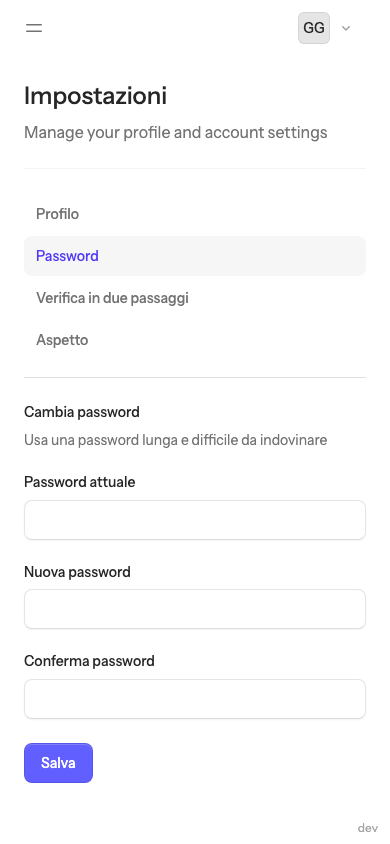 GG
Impostazioni
Manage your profile and account settings
Profilo
Password
Verifica in due passaggi
Aspetto
Cambia password
Usa una password lunga e difficile da indovinare
Password attuale
Nuova password
Conferma password
Salva
dev